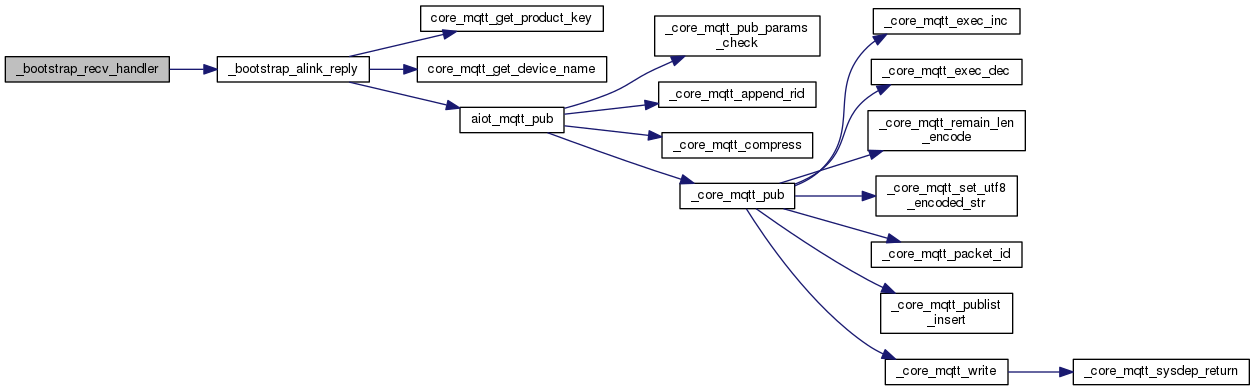 _bootstrap_recv_handler
_bootstrap_alink_reply
core_mqtt_get_product_key
core_mqtt_get_device_name
aiot_mqtt_pub
_core_mqtt_pub_params
_check
_core_mqtt_append_rid
_core_mqtt_compress
_core_mqtt_pub
_core_mqtt_exec_inc
_core_mqtt_exec_dec
_core_mqtt_remain_len
_encode
_core_mqtt_set_utf8
_encoded_str
_core_mqtt_packet_id
_core_mqtt_publist
_insert
_core_mqtt_write
_core_mqtt_sysdep_return